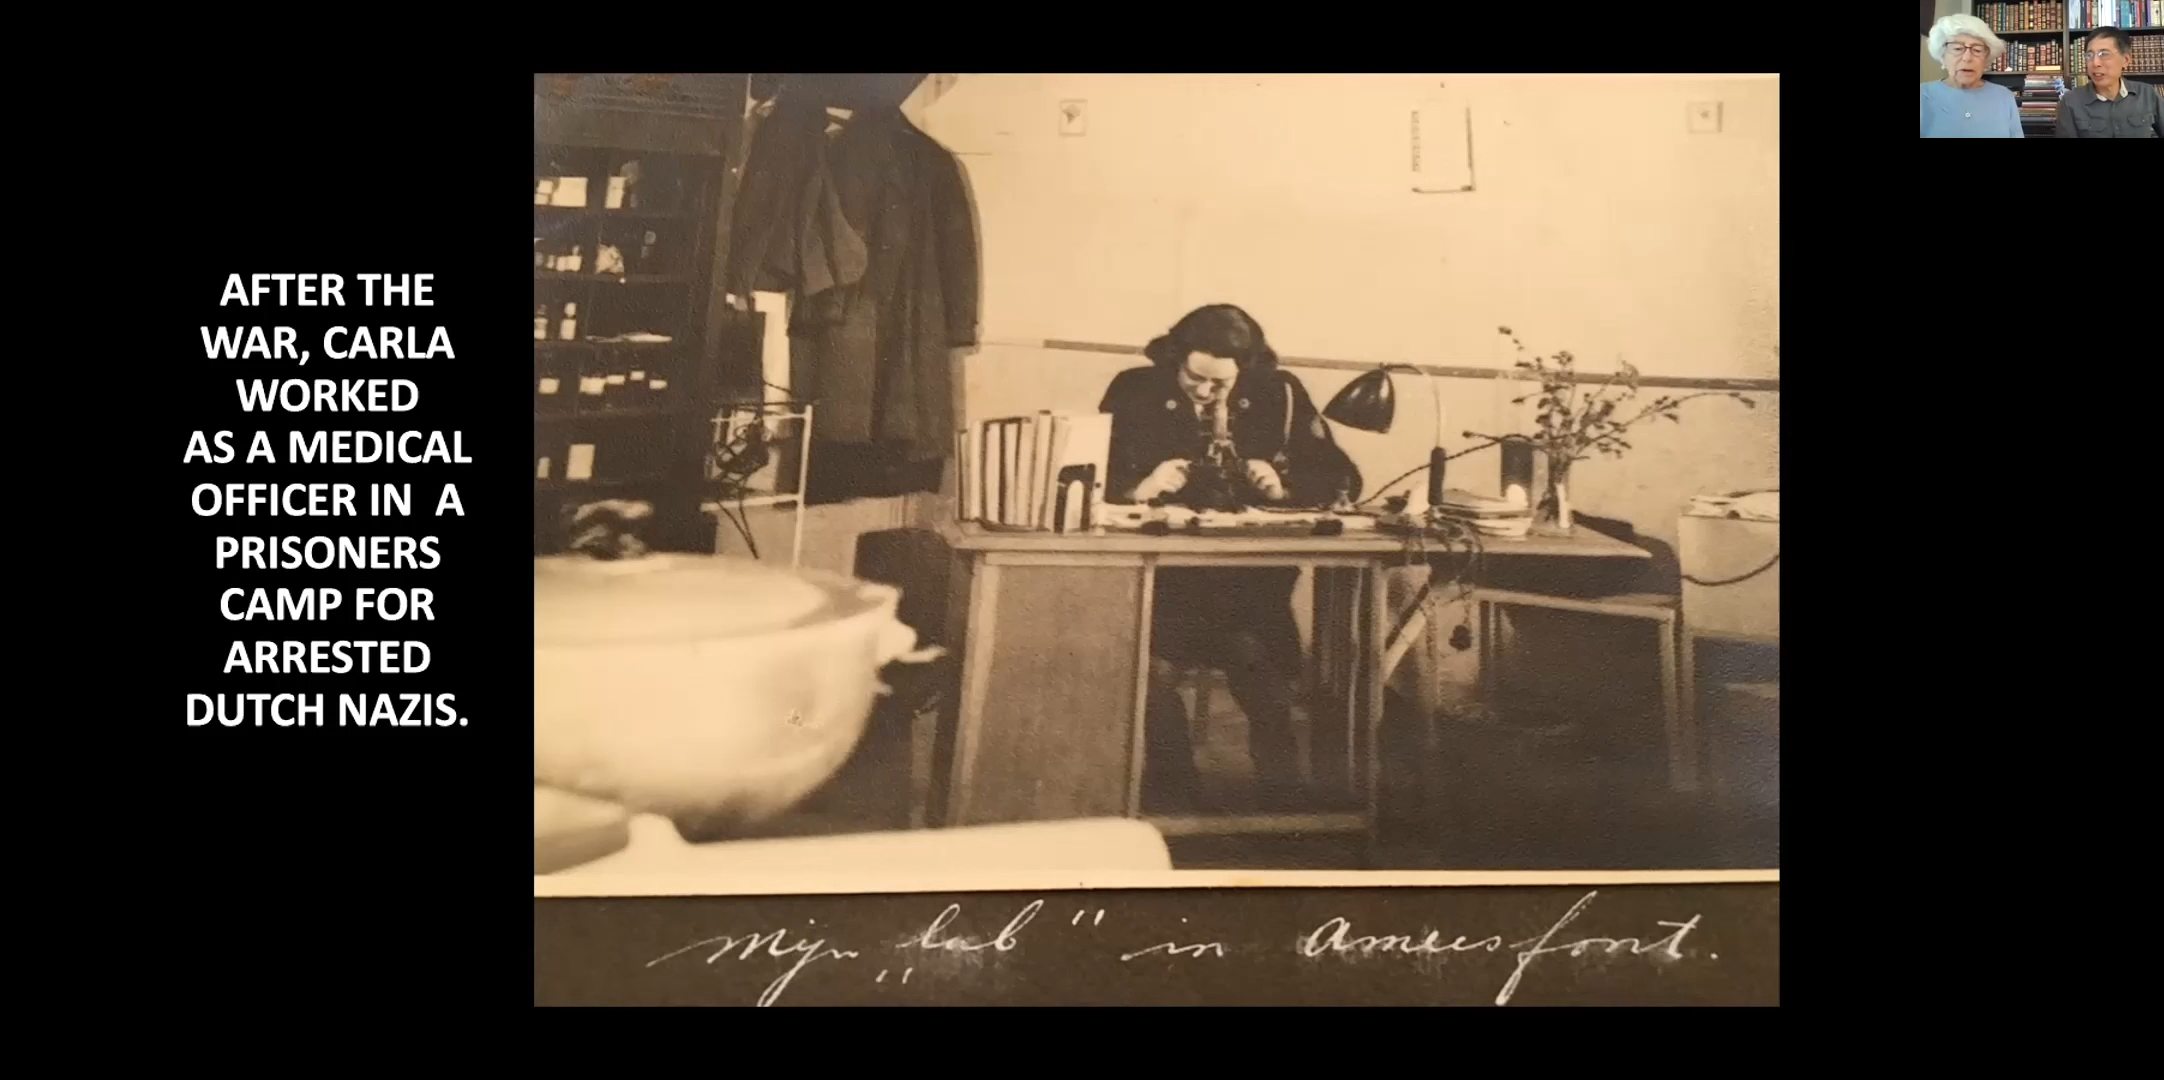 AFTER THE
WAR, CARLA
WORKED
AS A MEDICAL
OFFICER IN  A
PRISONERS
CAMP FOR
ARRESTED
DUTCH NAZIS.
Mijn „lab" in Amersfoort.